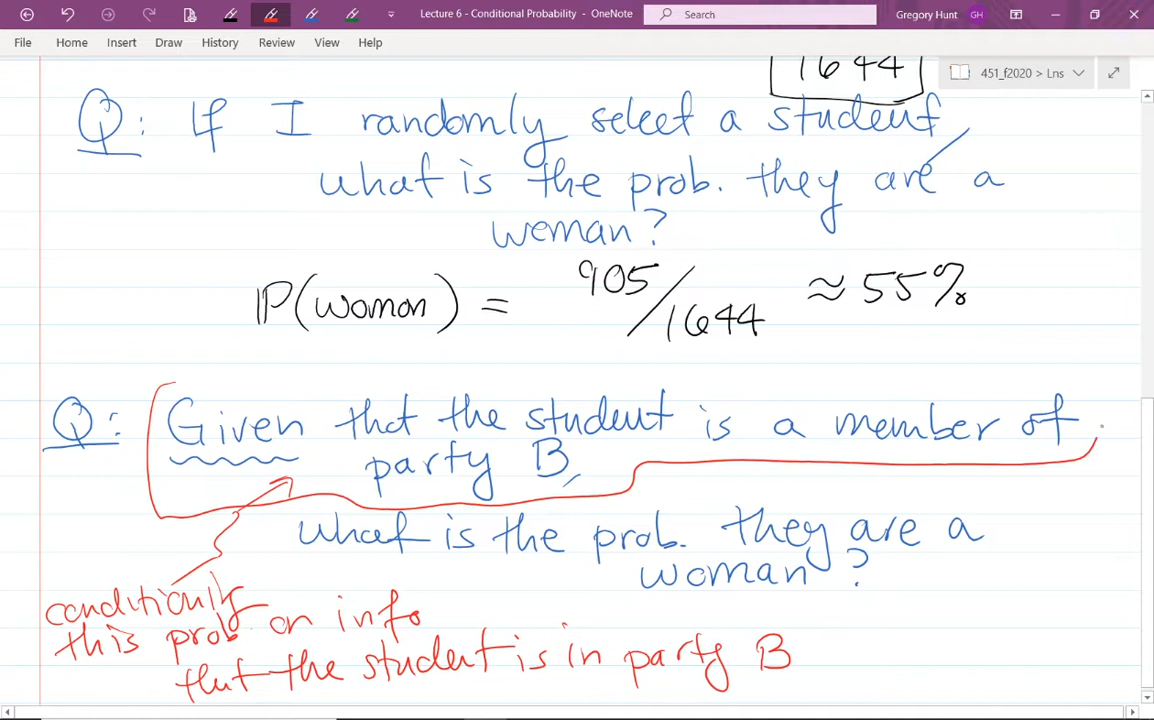 Lecture 6 - Conditional Probability - OneNote
Search
Gregory Hunt
GH
File Home Insert Draw History Review View Help
451_f2020 > Lns
1644
Q: If I randomly select a student
what is the prob. they are a
weman?
P(woman) = 905/1644 ≈ 55%
Q: Given that the student is a member of
party B,
what is the prob. they are a
woman?
conditionly
this prob on info
that the student is in party B